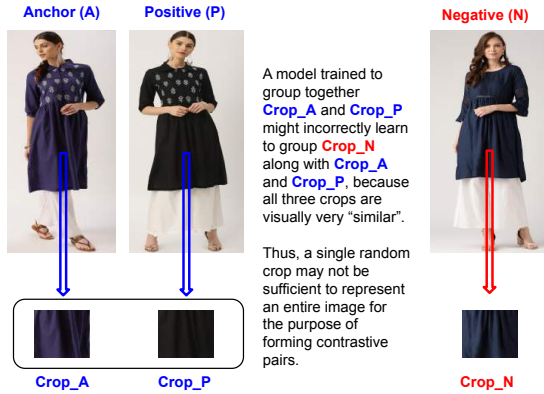 Anchor (A)
Positive (P)
Negative (N)
A model trained to
group together
Crop_A and Crop_P
might incorrectly learn
to group Crop_N
along with Crop_A
and Crop_P, because
all three crops are
visually very “similar”.
Thus, a single random
crop may not be
sufficient to represent
an entire image for
the purpose of
forming contrastive
pairs.
Crop_A
Crop_P
Crop_N